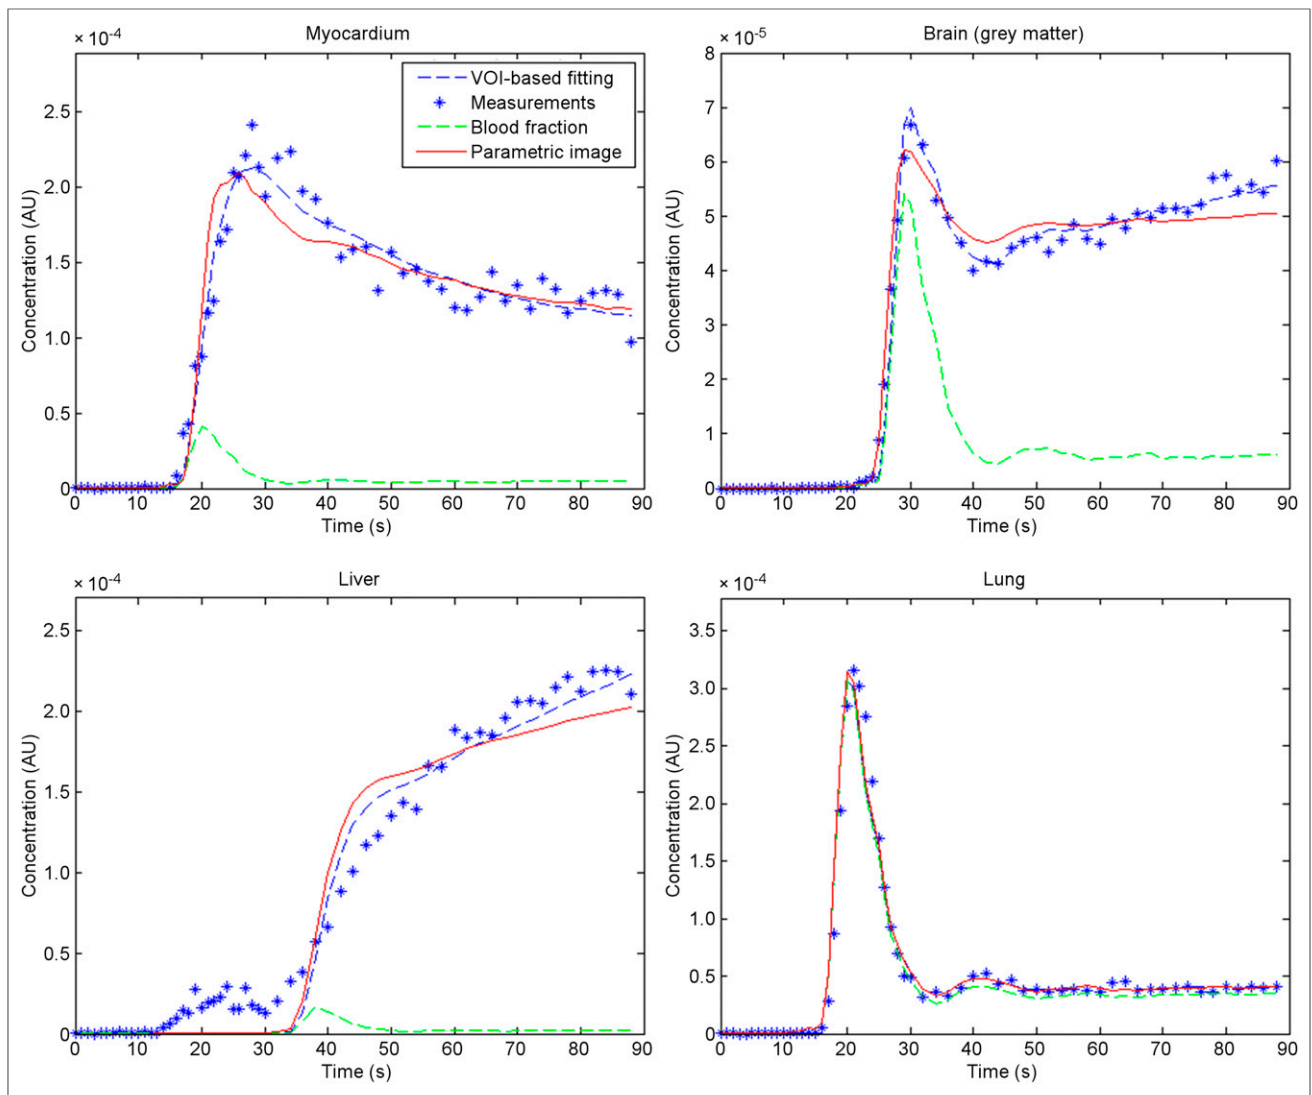 × 10-4
Myocardium
VOI-based fitting
Measurements
Blood fraction
Parametric image
Concentration (AU)
2.5
2.0
1.5
1.0
0.5
0
0 10 20 30 40 50 60 70 80 90
Time (s)
× 10-5
Brain (grey matter)
Concentration (AU)
8
7
6
5
4
3
2
1
0
0 10 20 30 40 50 60 70 80 90
Time (s)
× 10-4
Liver
Concentration (AU)
2.5
2.0
1.5
1.0
0.5
0
0 10 20 30 40 50 60 70 80 90
Time (s)
× 10-4
Lung
Concentration (AU)
3.5
3.0
2.5
2.0
1.5
1.0
0.5
0
0 10 20 30 40 50 60 70 80 90
Time (s)